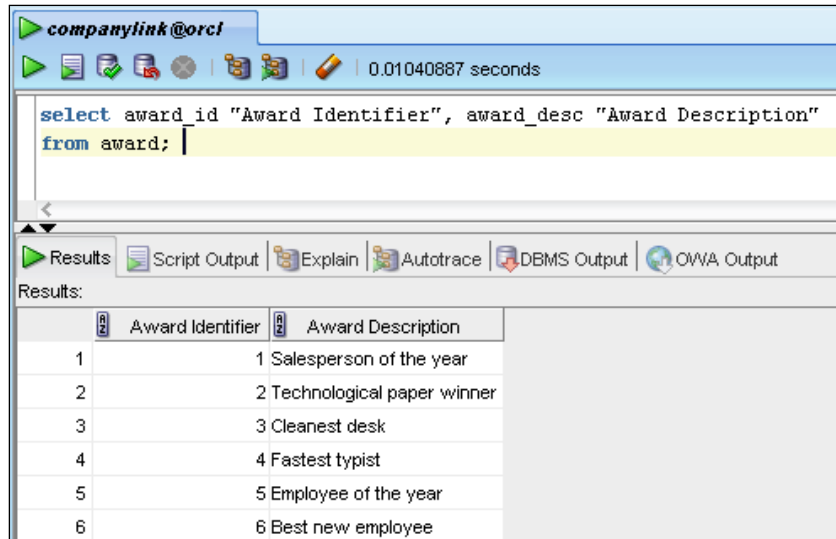 companylink@orcl
0.01040887 seconds
select award_id "Award Identifier", award_desc "Award Description"
from award;
Results Script Output Explain Autotrace DBMS Output OWA Output
Results:
Award Identifier Award Description
1 1 Salesperson of the year
2 2 Technological paper winner
3 3 Cleanest desk
4 4 Fastest typist
5 5 Employee of the year
6 6 Best new employee